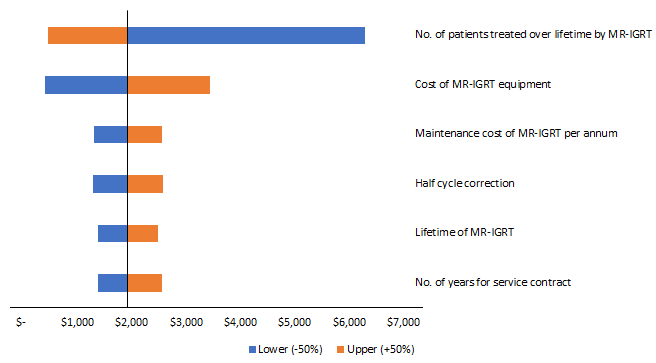 No. of patients treated over lifetime by MR-IGRT
Cost of MR-IGRT equipment
Maintenance cost of MR-IGRT per annum
Half cycle correction
Lifetime of MR-IGRT
No. of years for service contract
$- $1,000 $2,000 $3,000 $4,000 $5,000 $6,000 $7,000
Lower (-50%) Upper (+50%)